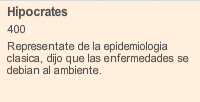 Hipocrates
400
Representate de la epidemiologia
clasica, dijo que las enfermedades se
debian al ambiente.